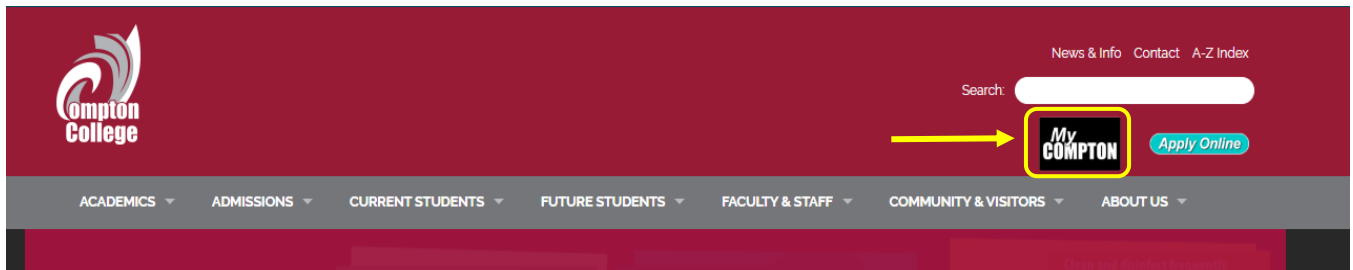 Compton
College
News & Info Contact A-Z Index
Search:
My
COMPTON
Apply Online
ACADEMICS ADMISSIONS CURRENT STUDENTS FUTURE STUDENTS FACULTY & STAFF COMMUNITY & VISITORS ABOUT US